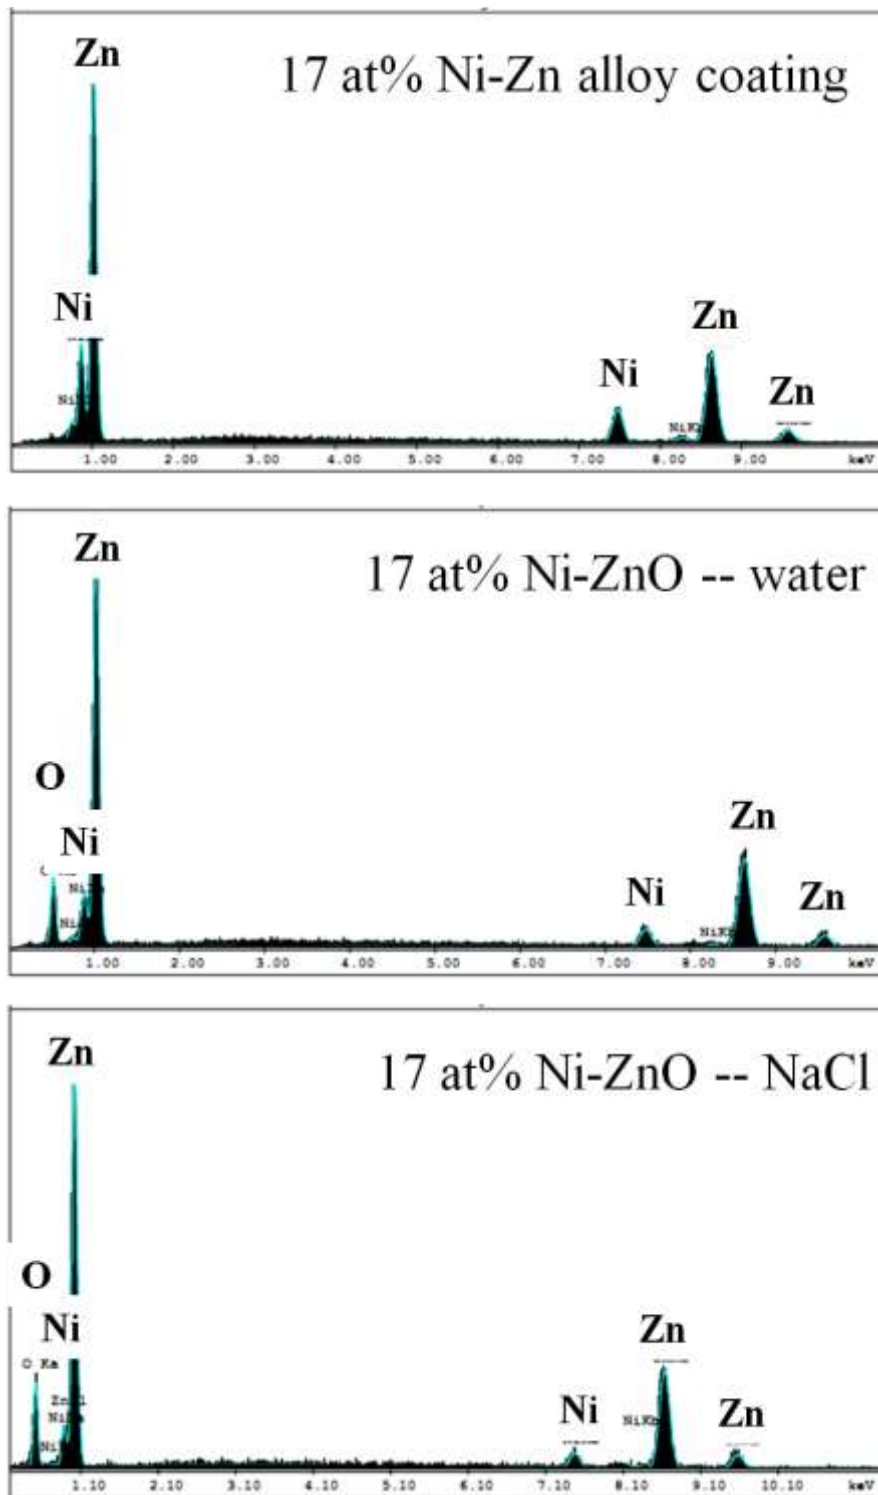 Zn
17 at% Ni-Zn alloy coating
Ni
Zn
Ni
Zn
NiK
1.00 2.00 3.00 4.00 5.00 6.00 7.00 8.00 9.00 keV
Zn
17 at% Ni-ZnO -- water
O
Ni
Zn
Ni
Zn
NiK
1.00 2.00 3.00 4.00 5.00 6.00 7.00 8.00 9.00 keV
Zn
17 at% Ni-ZnO -- NaCl
O
Ni
Zn
O Ka
Ni
Zn
NiKb
1.10 2.10 3.10 4.10 5.10 6.10 7.10 8.10 9.10 10.10 keV